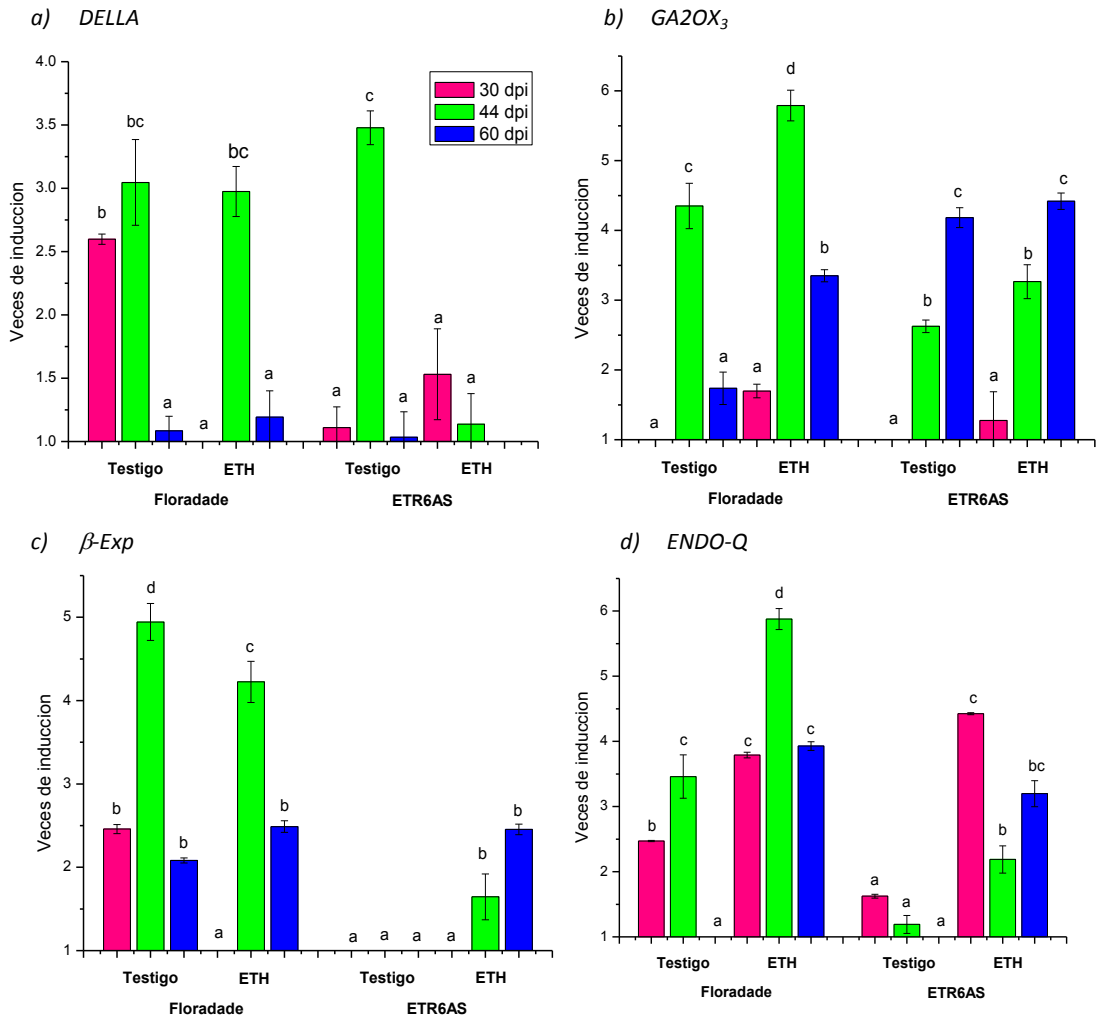 a) DELLA
Veces de induccion
4.0
3.5
3.0
2.5
2.0
1.5
1.0
30 dpi
44 dpi
60 dpi
b bc a a bc a a c a a a
Testigo ETH Testigo ETH
Floradade ETR6AS
b) GA2OX₃
Veces de induccion
6
5
4
3
2
1
a c a a d b a b c a b c
Testigo ETH Testigo ETH
Floradade ETR6AS
c) β-Exp
Veces de induccion
5
4
3
2
1
b d b a c b a a a a b b
Testigo ETH Testigo ETH
Floradade ETR6AS
d) ENDO-Q
Veces de induccion
6
5
4
3
2
1
b c a c d c a a a c b bc
Testigo ETH Testigo ETH
Floradade ETR6AS